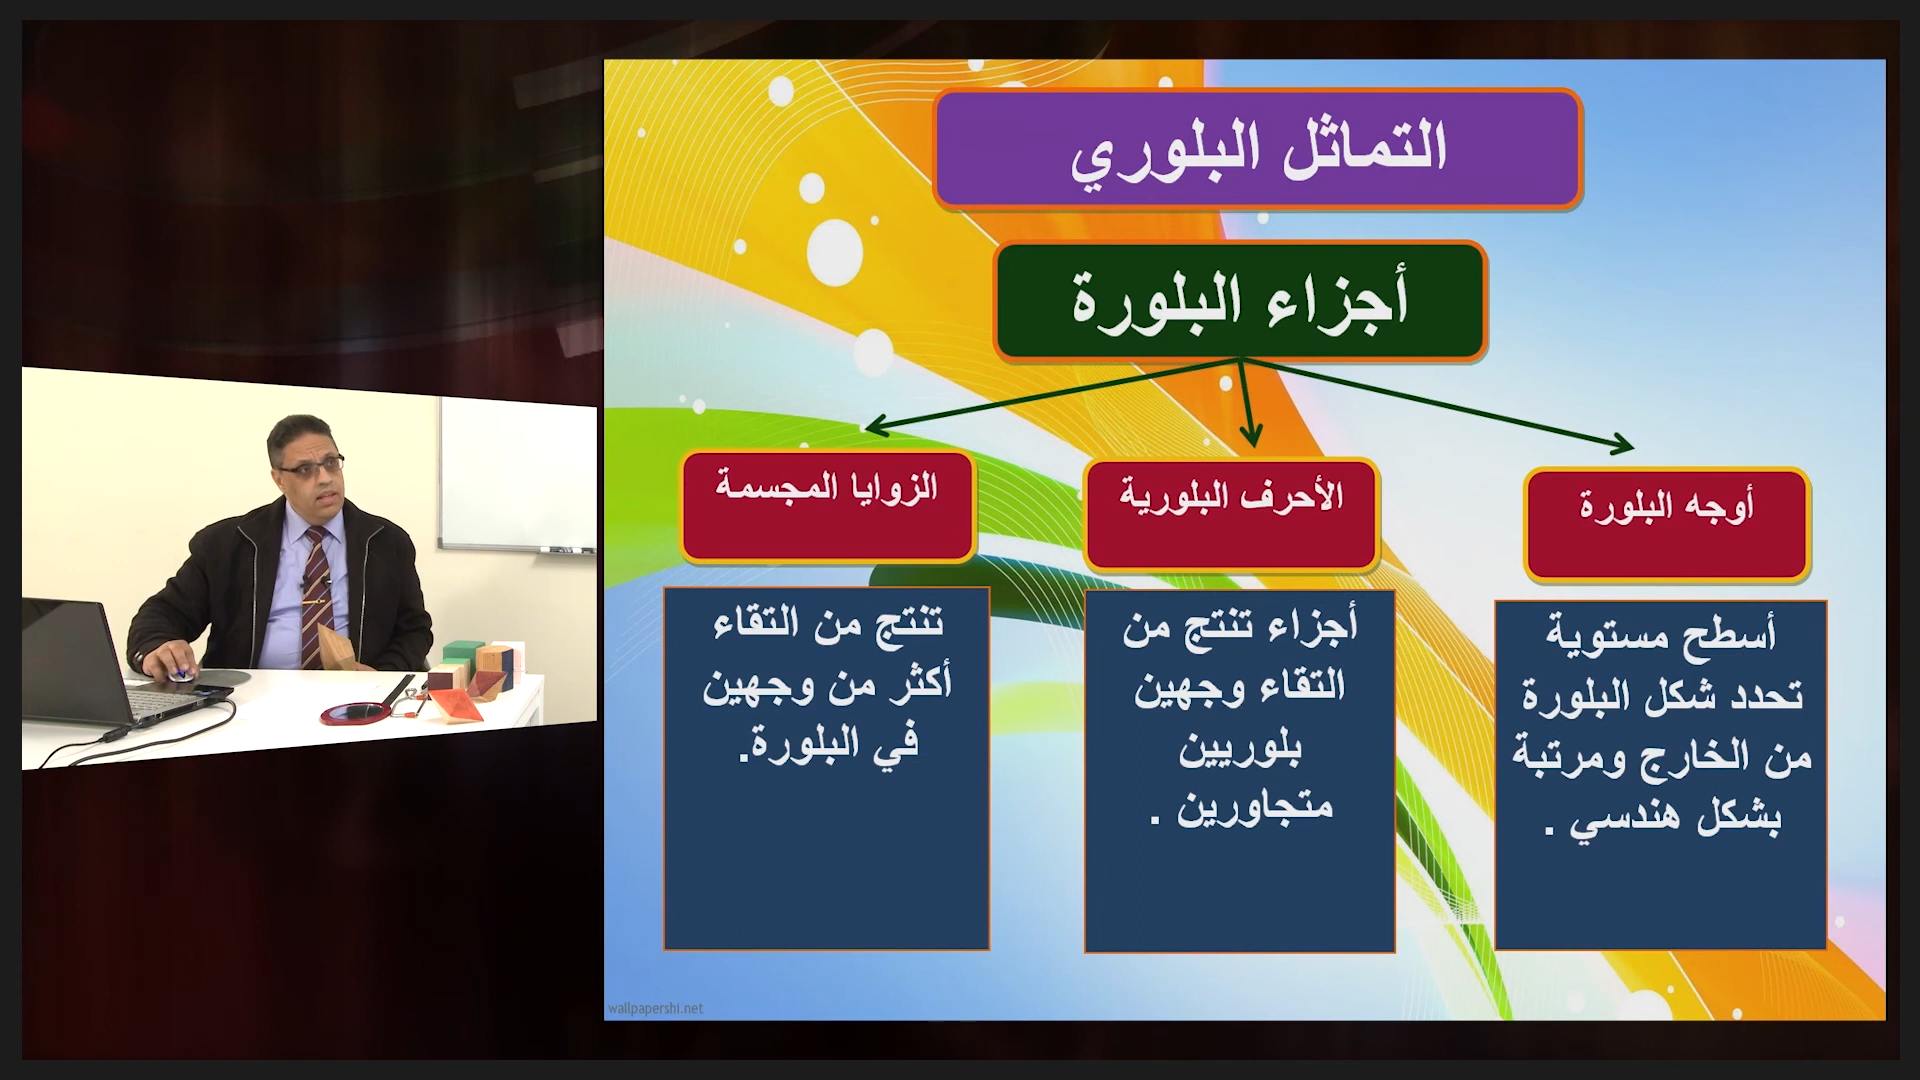 التماثل البلوري
أجزاء البلورة
أوجه البلورة
أسطح مستوية
تحدد شكل البلورة
من الخارج ومرتبة
بشكل هندسي .
الأحرف البلورية
أجزاء تنتج من
التقاء وجهين
بلوريين
متجاورين .
الزوايا المجسمة
تنتج من التقاء
أكثر من وجهين
في البلورة.
wallpapershi.net